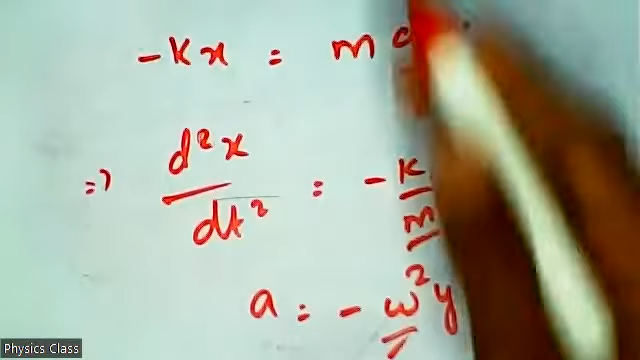 -Kx = m d
=> d²x/dt² = -K/m
a = -ω²y
Physics Class